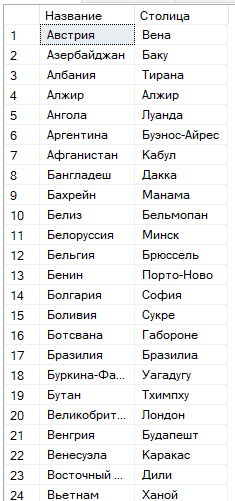 Название Столица
1 Австрия Вена
2 Азербайджан Баку
3 Албания Тирана
4 Алжир Алжир
5 Ангола Луанда
6 Аргентина Буэнос-Айрес
7 Афганистан Кабул
8 Бангладеш Дакка
9 Бахрейн Манама
10 Белиз Бельмопан
11 Белоруссия Минск
12 Бельгия Брюссель
13 Бенин Порто-Ново
14 Болгария София
15 Боливия Сукре
16 Ботсвана Габороне
17 Бразилия Бразилиа
18 Буркина-Фа... Уагадугу
19 Бутан Тхимпху
20 Великобрит... Лондон
21 Венгрия Будапешт
22 Венесуэла Каракас
23 Восточный ... Дили
24 Вьетнам Ханой